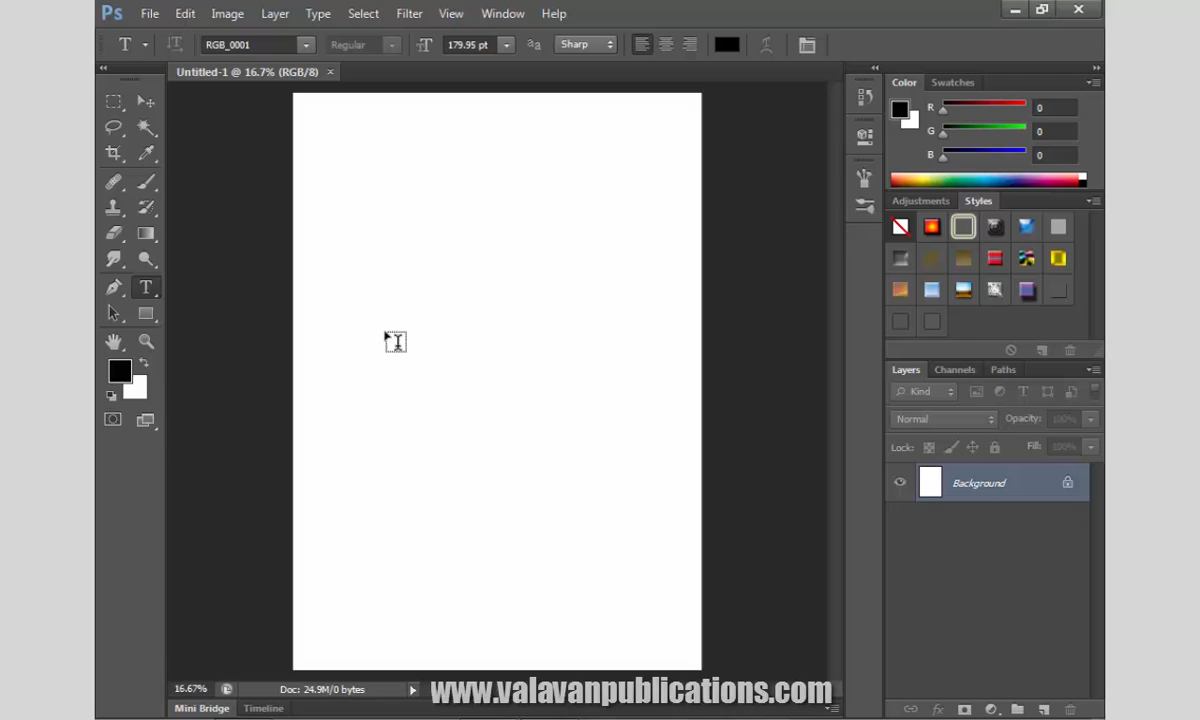 Ps File Edit Image Layer Type Select Filter View Window Help
T RGB_0001 Regular 179.95 pt Sharp
Untitled-1 @ 16.7% (RGB/8) ×
Color Swatches
R 0
G 0
B 0
Adjustments Styles
Layers Channels Paths
Kind
Normal Opacity: 100%
Lock: Fill: 100%
Background
16.67% Doc: 24.9M/0 bytes
www.valavanpublications.com
Mini Bridge Timeline